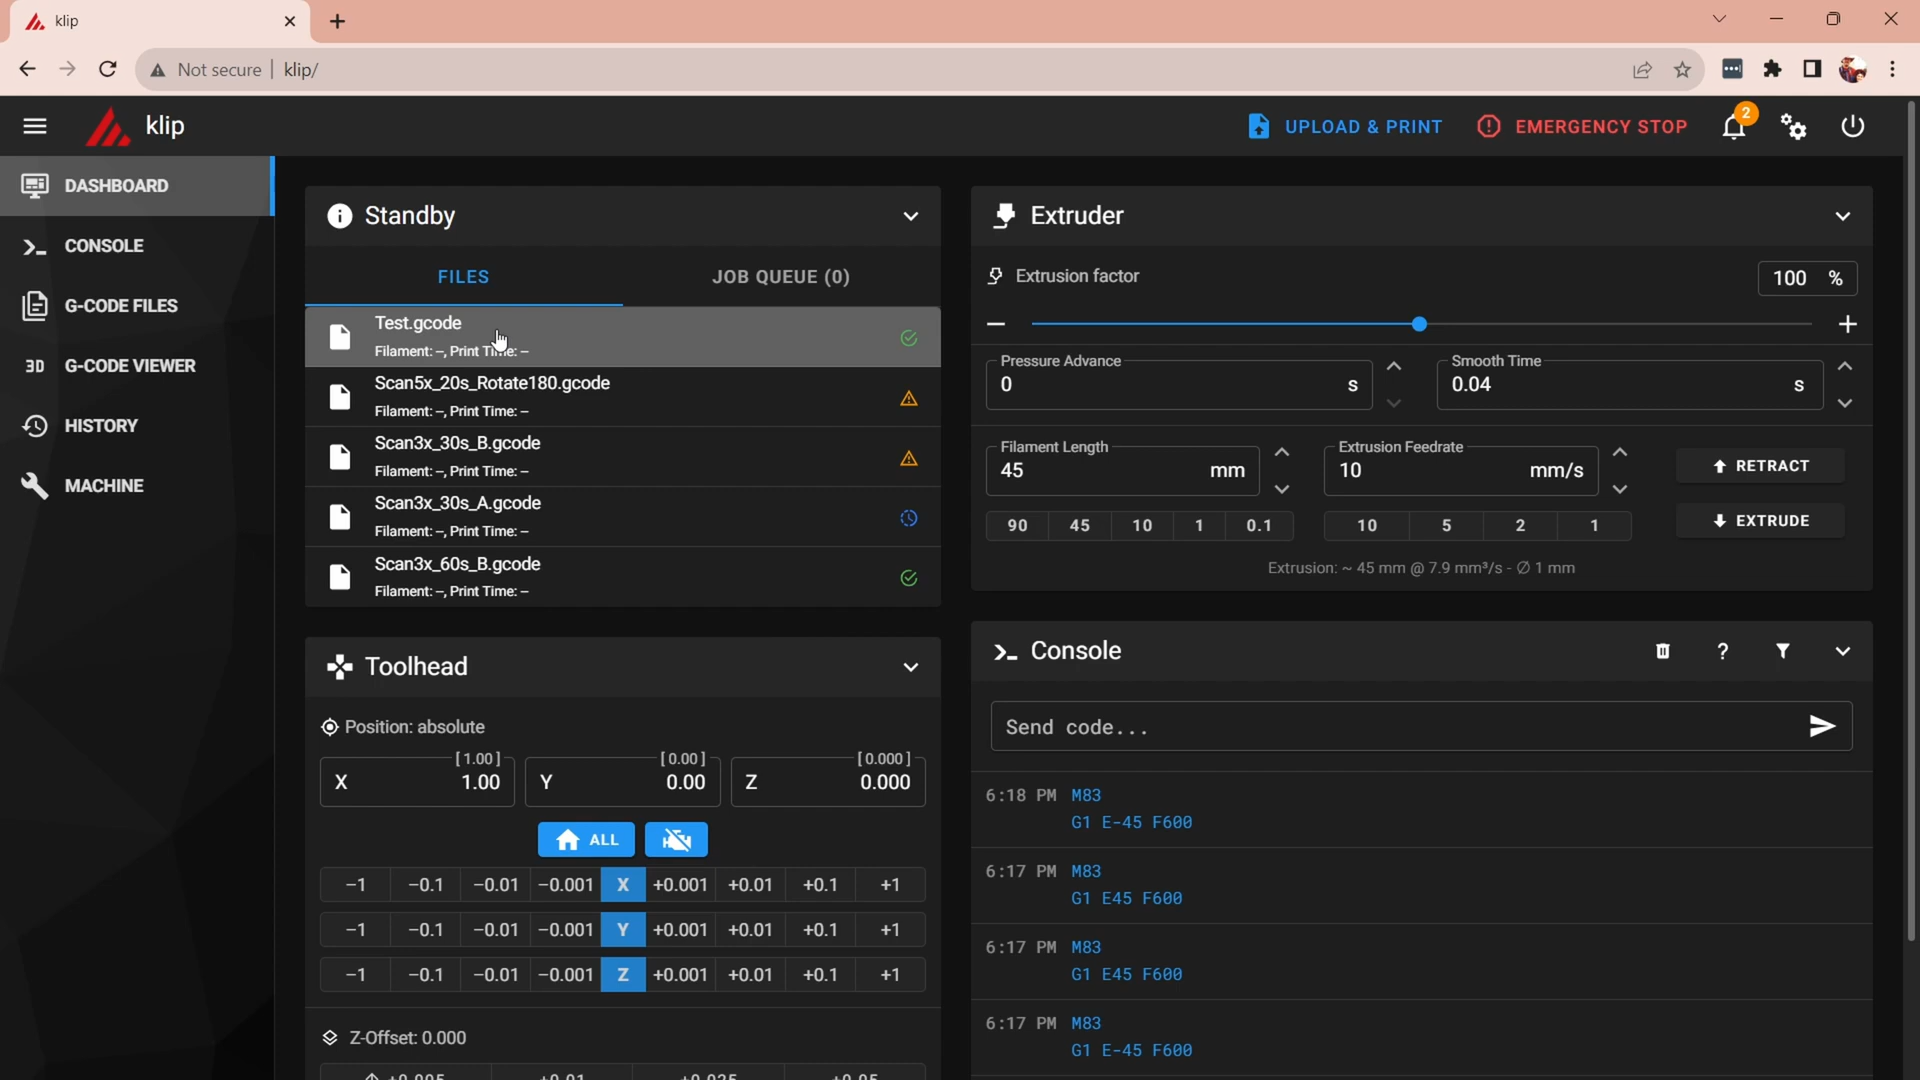 klip
Not secure | klip/
klip
UPLOAD & PRINT
EMERGENCY STOP
2
DASHBOARD
CONSOLE
G-CODE FILES
3D G-CODE VIEWER
HISTORY
MACHINE
Standby
FILES JOB QUEUE (0)
Test.gcode
Filament: –, Print Time: –
Scan5x_20s_Rotate180.gcode
Filament: –, Print Time: –
Scan3x_30s_B.gcode
Filament: –, Print Time: –
Scan3x_30s_A.gcode
Filament: –, Print Time: –
Scan3x_60s_B.gcode
Filament: –, Print Time: –
Toolhead
Position: absolute
[ 1.00 ] [ 0.00 ] [ 0.000 ]
X 1.00 Y 0.00 Z 0.000
ALL
−1 −0.1 −0.01 −0.001 X +0.001 +0.01 +0.1 +1
−1 −0.1 −0.01 −0.001 Y +0.001 +0.01 +0.1 +1
−1 −0.1 −0.01 −0.001 Z +0.001 +0.01 +0.1 +1
Z-Offset: 0.000
+0.005 +0.01 +0.025 +0.05
Extruder
Extrusion factor
100 %
Pressure Advance Smooth Time
0 s 0.04 s
Filament Length Extrusion Feedrate
45 mm 10 mm/s
RETRACT
90 45 10 1 0.1 10 5 2 1
EXTRUDE
Extrusion: ~ 45 mm @ 7.9 mm³/s - ∅ 1 mm
Console
?
Send code...
6:18 PM M83
G1 E-45 F600
6:17 PM M83
G1 E45 F600
6:17 PM M83
G1 E45 F600
6:17 PM M83
G1 E-45 F600